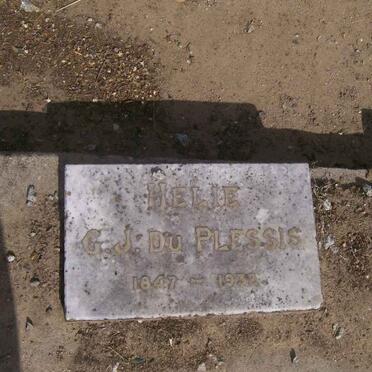 HELIE
G. J. DU PLESSIS
1847 –